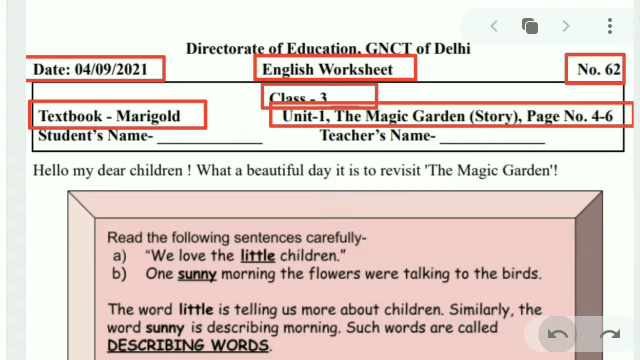 Directorate of Education, GNCT of Delhi
Date: 04/09/2021 English Worksheet No. 62
Class - 3
Textbook - Marigold Unit-1, The Magic Garden (Story), Page No. 4-6
Student's Name- ____________ Teacher's Name- ____________
Hello my dear children ! What a beautiful day it is to revisit 'The Magic Garden'!
Read the following sentences carefully-
a) "We love the little children."
b) One sunny morning the flowers were talking to the birds.
The word little is telling us more about children. Similarly, the
word sunny is describing morning. Such words are called
DESCRIBING WORDS.